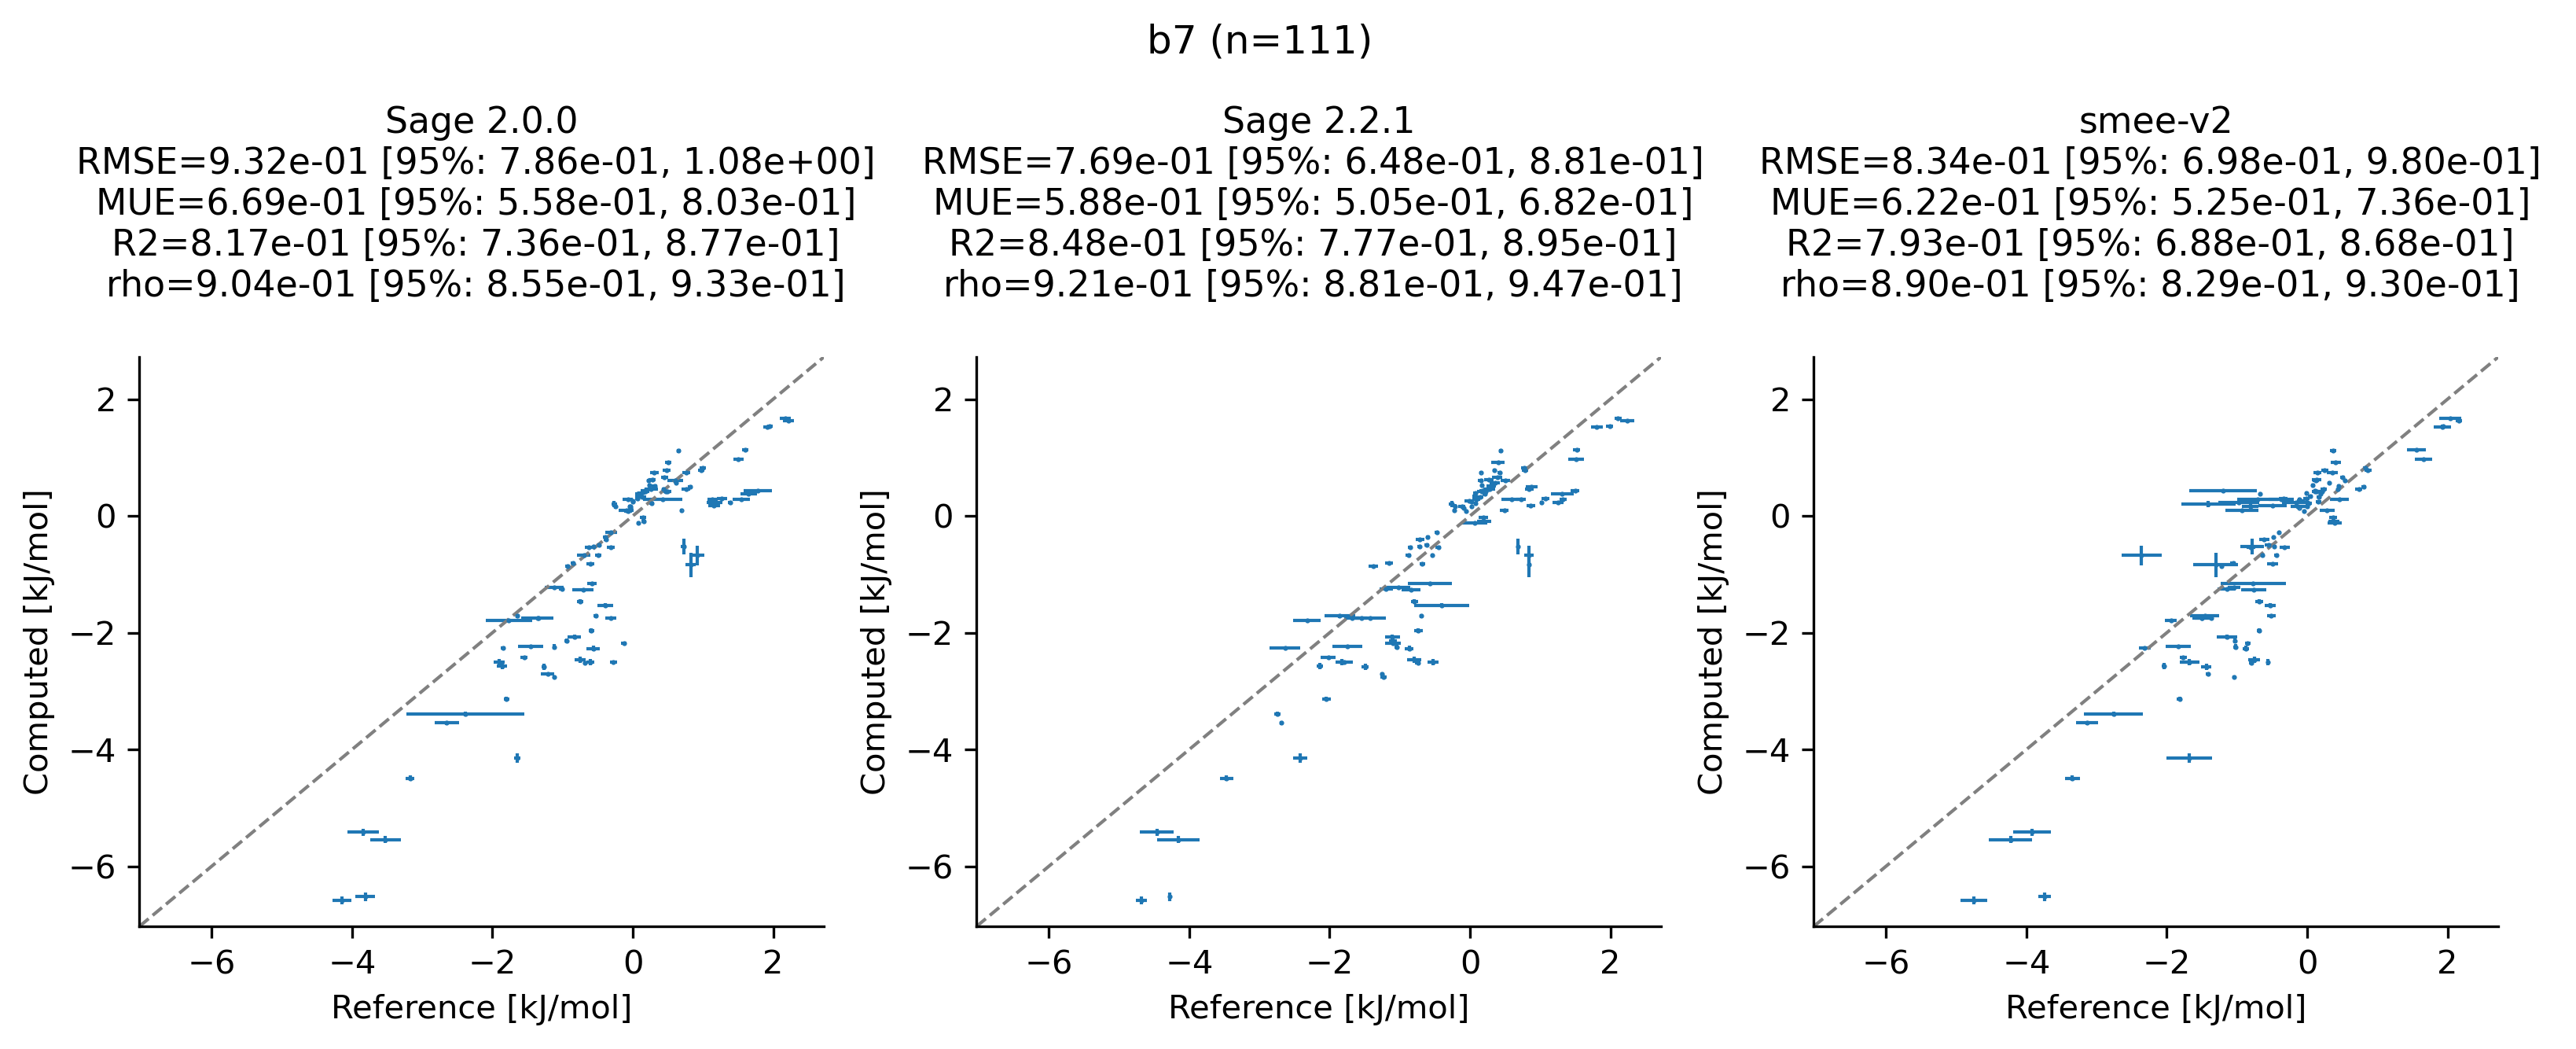 b7 (n=111)
Sage 2.0.0
RMSE=9.32e-01 [95%: 7.86e-01, 1.08e+00]
MUE=6.69e-01 [95%: 5.58e-01, 8.03e-01]
R2=8.17e-01 [95%: 7.36e-01, 8.77e-01]
rho=9.04e-01 [95%: 8.55e-01, 9.33e-01]
2
0
−2
−4
−6
Computed [kJ/mol]
−6 −4 −2 0 2
Reference [kJ/mol]
Sage 2.2.1
RMSE=7.69e-01 [95%: 6.48e-01, 8.81e-01]
MUE=5.88e-01 [95%: 5.05e-01, 6.82e-01]
R2=8.48e-01 [95%: 7.77e-01, 8.95e-01]
rho=9.21e-01 [95%: 8.81e-01, 9.47e-01]
2
0
−2
−4
−6
Computed [kJ/mol]
−6 −4 −2 0 2
Reference [kJ/mol]
smee-v2
RMSE=8.34e-01 [95%: 6.98e-01, 9.80e-01]
MUE=6.22e-01 [95%: 5.25e-01, 7.36e-01]
R2=7.93e-01 [95%: 6.88e-01, 8.68e-01]
rho=8.90e-01 [95%: 8.29e-01, 9.30e-01]
2
0
−2
−4
−6
Computed [kJ/mol]
−6 −4 −2 0 2
Reference [kJ/mol]